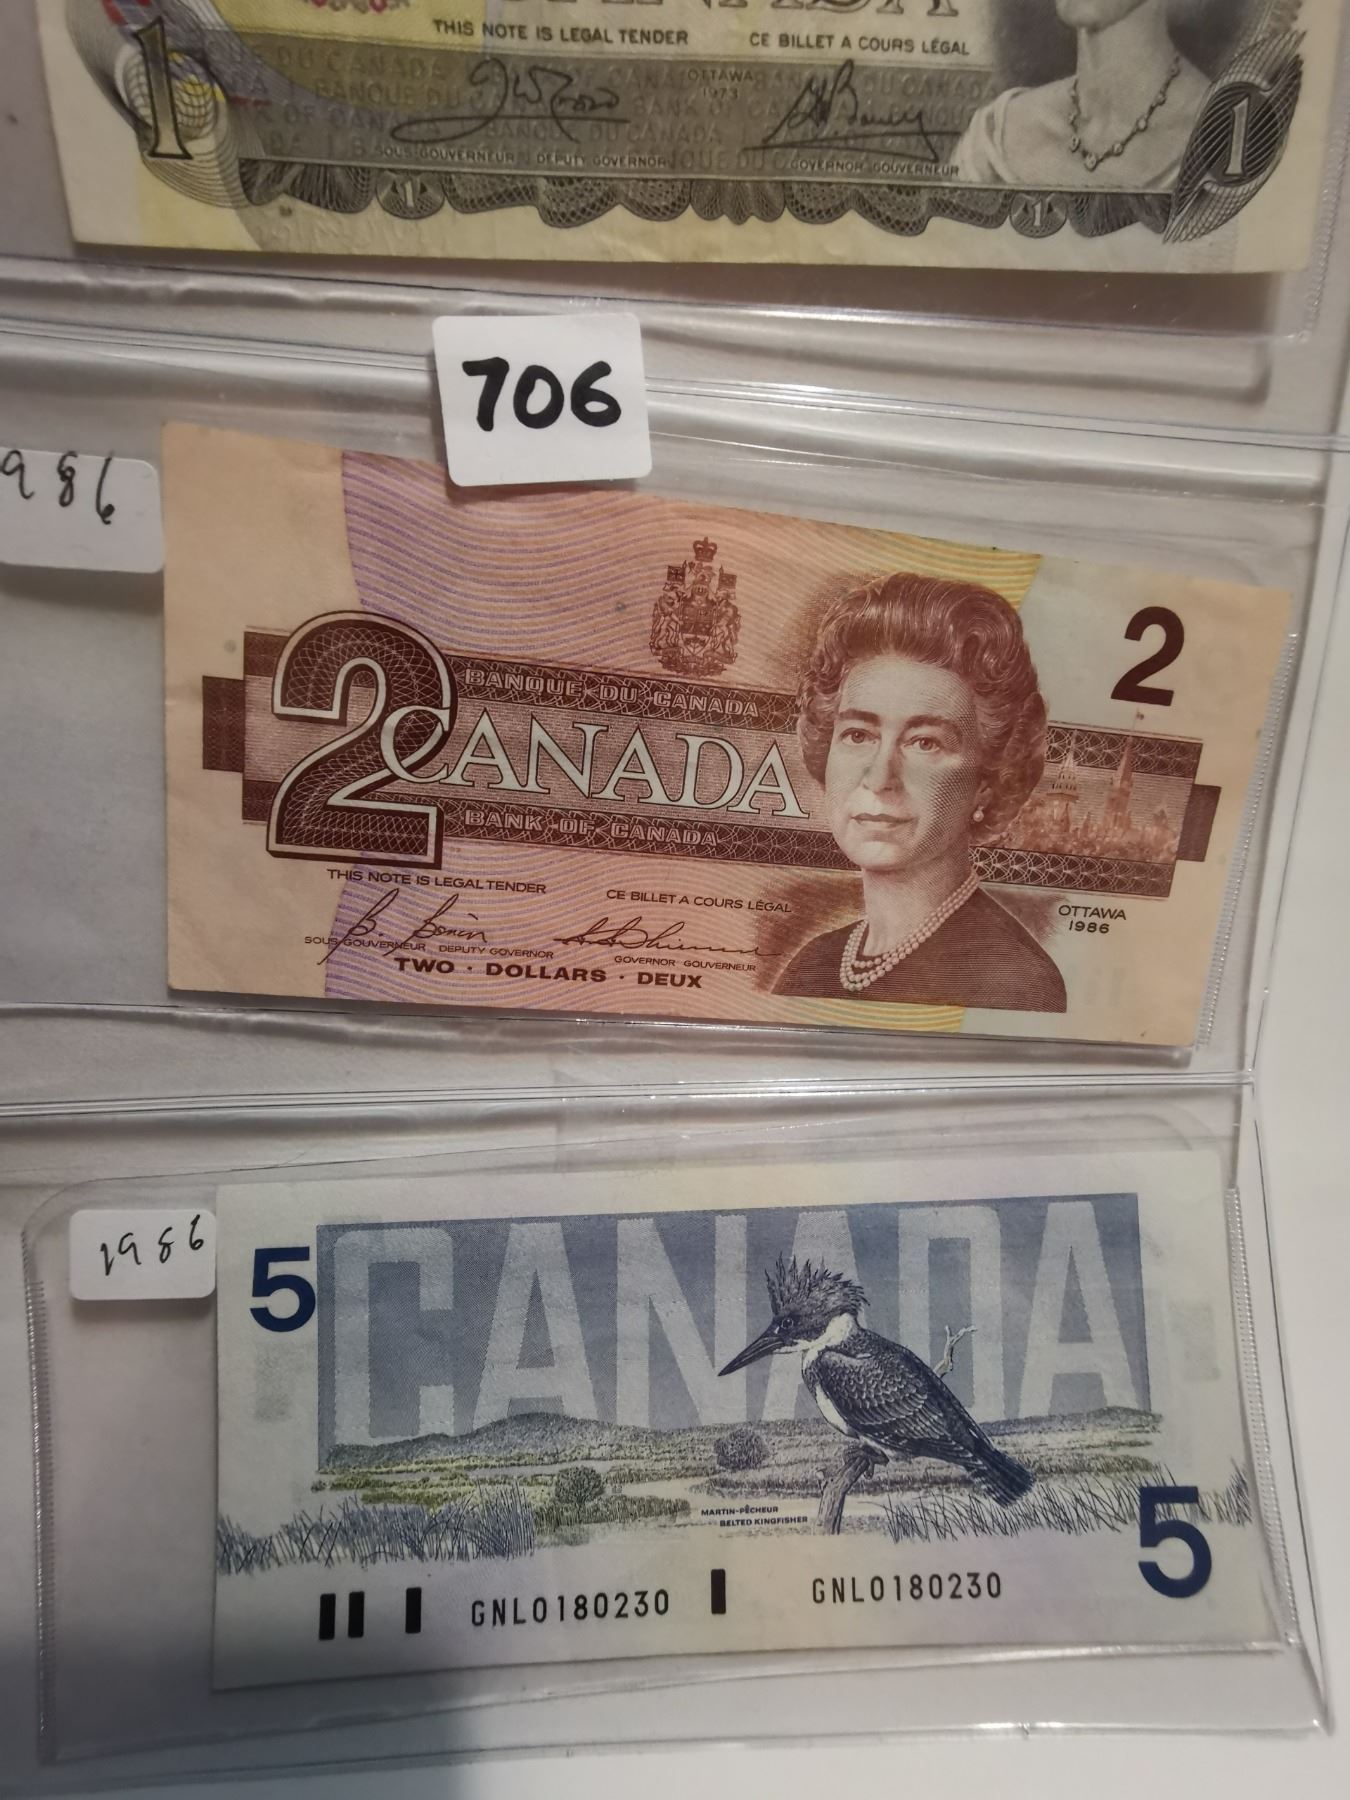 THIS NOTE IS LEGAL TENDER CE BILLET A COURS LÉGAL
1
OTTAWA
1973
SOUS-GOUVERNEUR DEPUTY GOVERNOR GOVERNOR GOUVERNEUR
1
1
1
706
986
2
BANQUE DU CANADA
2
CANADA
BANK OF CANADA
THIS NOTE IS LEGAL TENDER
CE BILLET A COURS LÉGAL
OTTAWA
1986
SOUS-GOUVERNEUR DEPUTY GOVERNOR
GOVERNOR GOUVERNEUR
TWO · DOLLARS · DEUX
1986
5
CANADA
MARTIN-PÊCHEUR
BELTED KINGFISHER
5
GNL0180230 GNL0180230